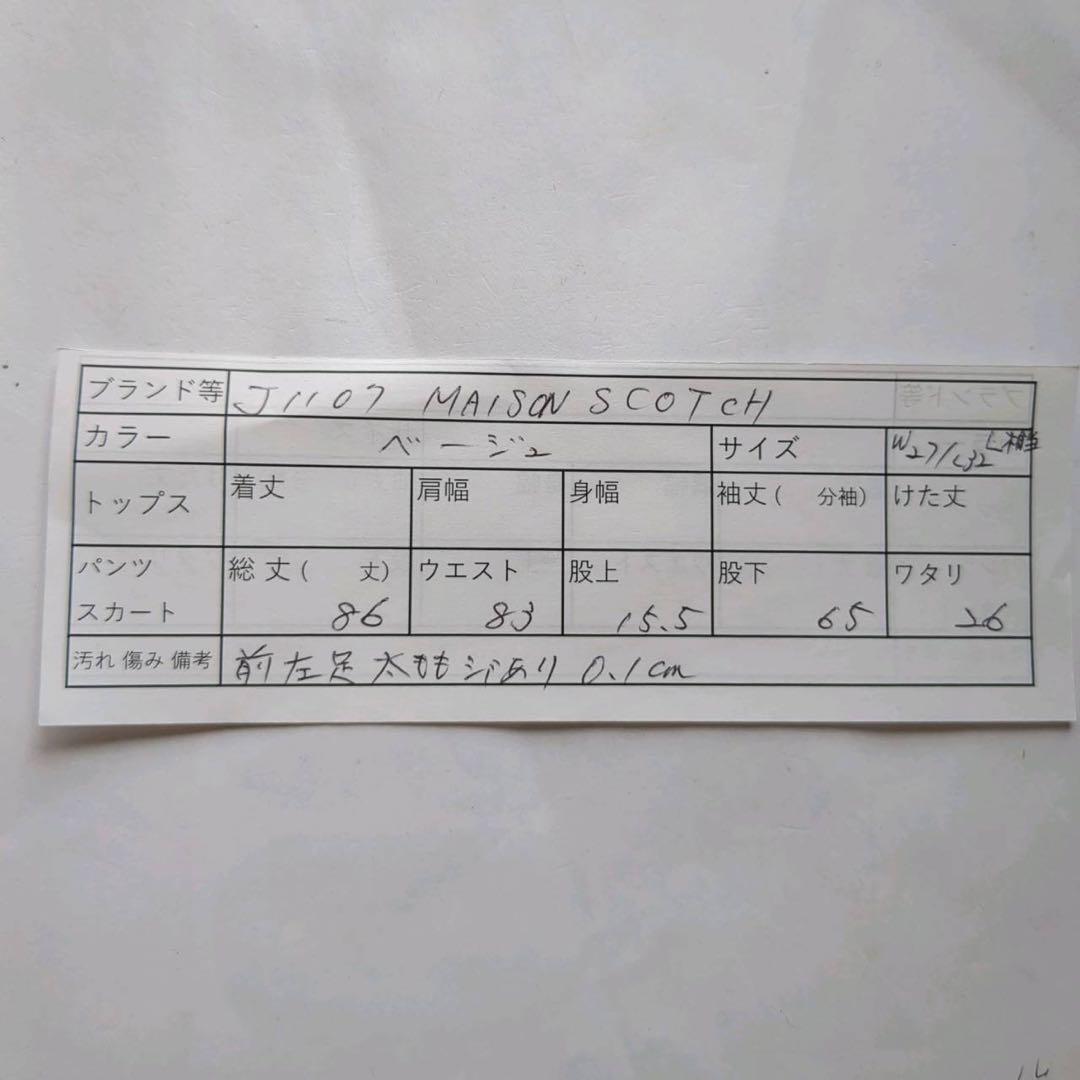 ブランド等 J1107 MAISON SCOTCH
カラー ベージュ サイズ W27/L32 L相当
トップス 着丈 肩幅 身幅 袖丈( 分袖) けた丈
パンツ 総丈( 丈) ウエスト 股上 股下 ワタリ
スカート 86 83 15.5 65 26
汚れ 傷み 備考 前左足太ももシミあり 0.1cm